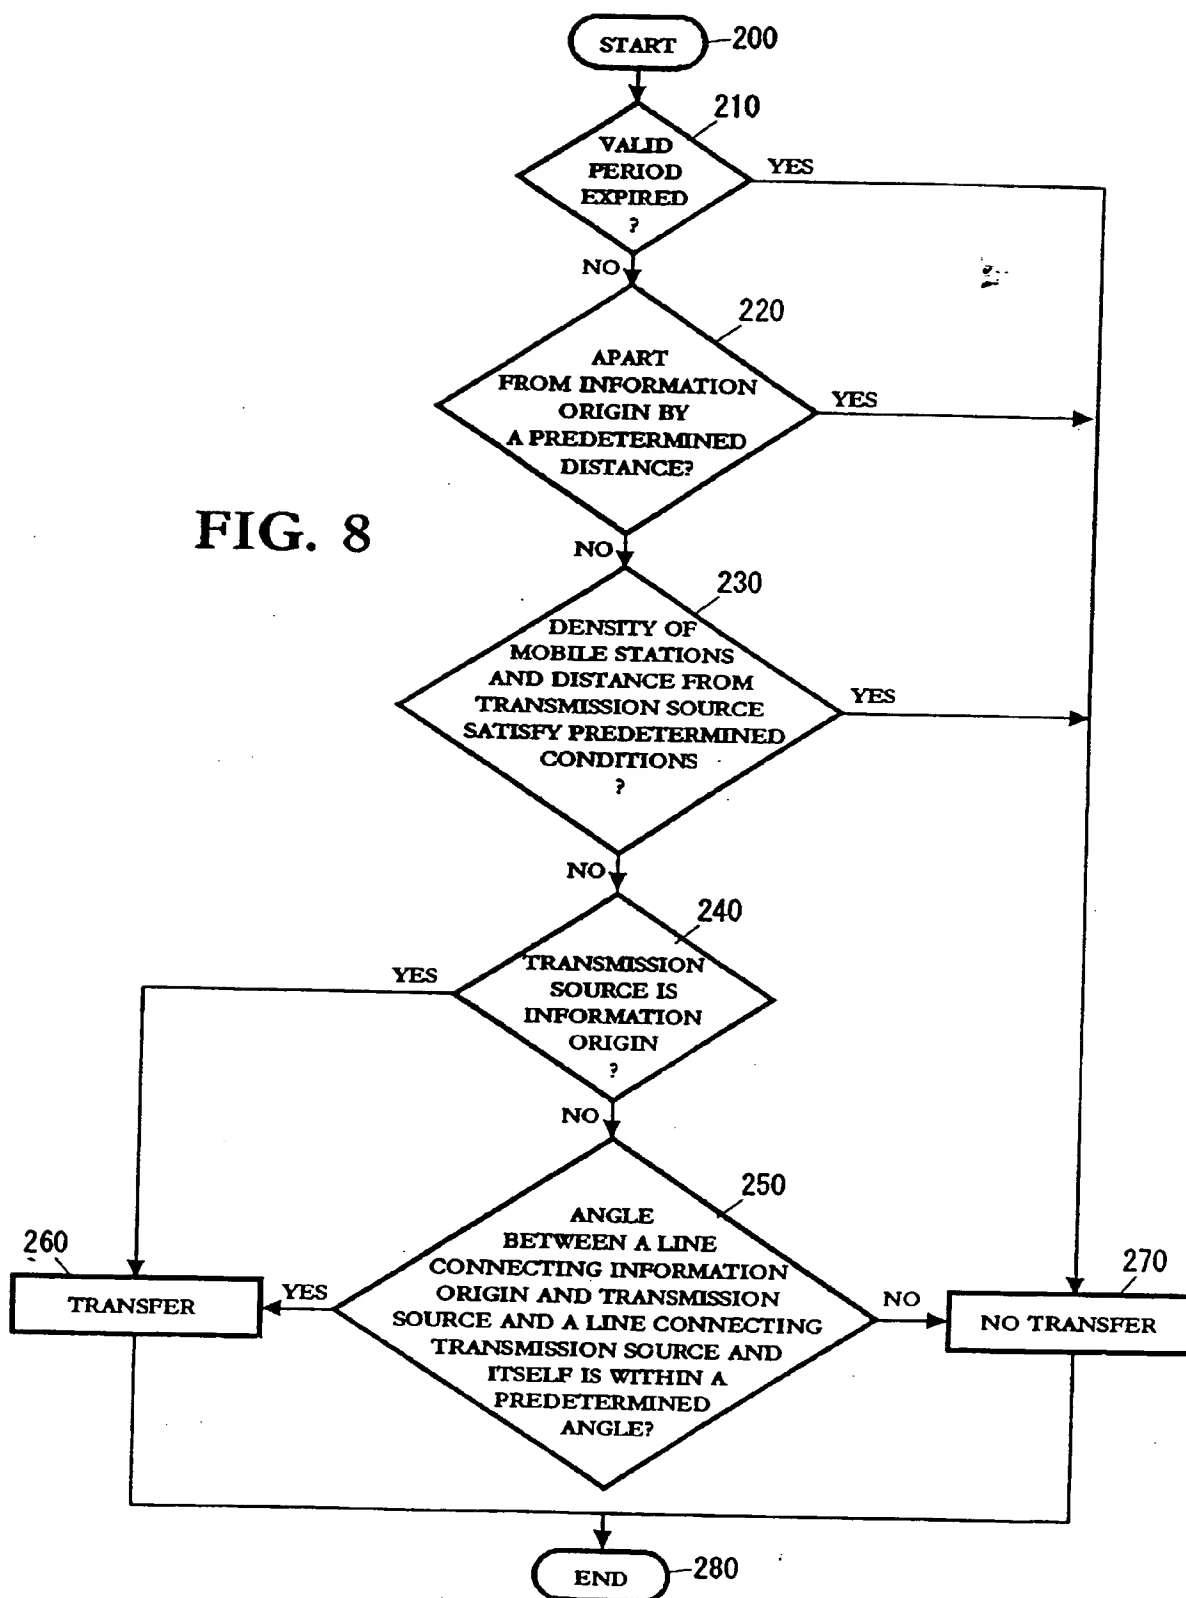 START
200
210
VALID
PERIOD
EXPIRED
?
YES
NO
220
APART
FROM INFORMATION
ORIGIN BY
A PREDETERMINED
DISTANCE?
YES
FIG. 8
NO
230
DENSITY OF
MOBILE STATIONS
AND DISTANCE FROM
TRANSMISSION SOURCE
SATISFY PREDETERMINED
CONDITIONS
?
YES
NO
240
TRANSMISSION
SOURCE IS
INFORMATION
ORIGIN
?
YES
NO
250
ANGLE
BETWEEN A LINE
CONNECTING INFORMATION
ORIGIN AND TRANSMISSION
SOURCE AND A LINE CONNECTING
TRANSMISSION SOURCE AND
ITSELF IS WITHIN A
PREDETERMINED
ANGLE?
260
TRANSFER
YES
NO
270
NO TRANSFER
END
280